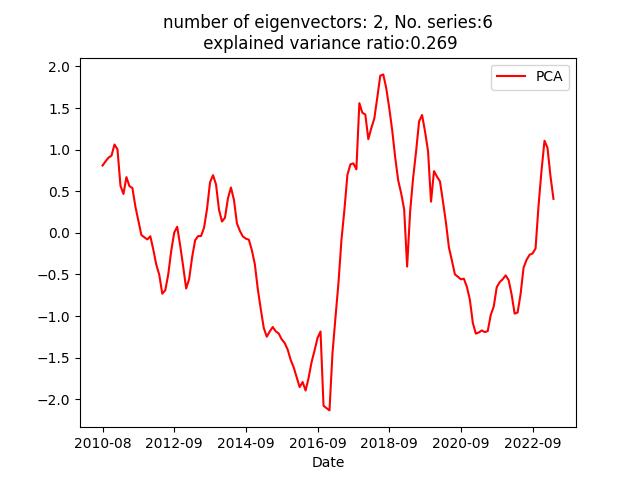 number of eigenvectors: 2, No. series:6
explained variance ratio:0.269
PCA
2.0
1.5
1.0
0.5
0.0
−0.5
−1.0
−1.5
−2.0
2010-08 2012-09 2014-09 2016-09 2018-09 2020-09 2022-09
Date